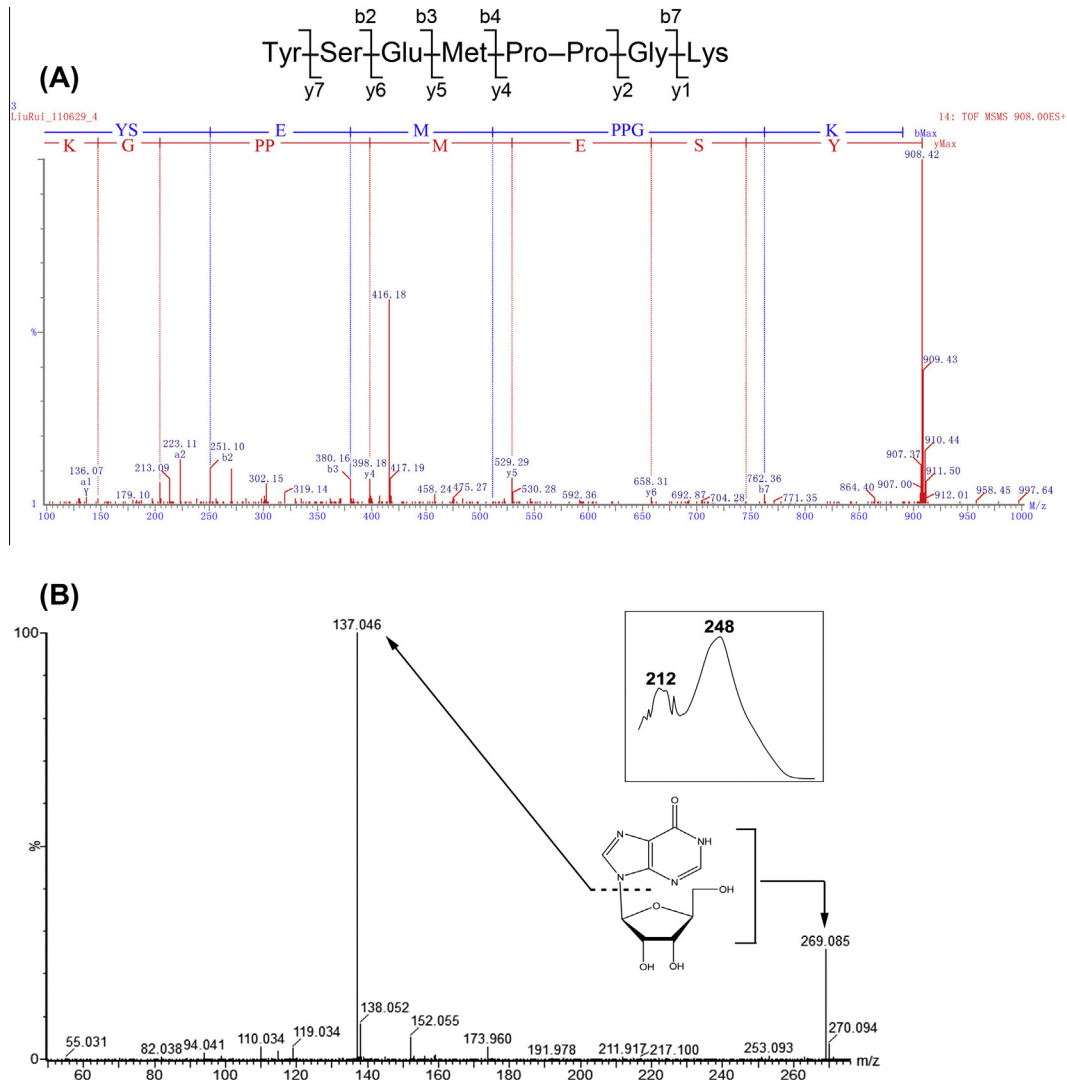 b2 b3 b4 b7
Tyr Ser Glu Met Pro Pro Gly Lys
y7 y6 y5 y4 y2 y1
(A)
3
LiuRui_110629_4
14: TOF MSMS 908.00ES+
YS E M PPG K bMax
K G PP M E S Y yMax
908.42
416.18
%
909.43
223.11
a2
251.10
b2
213.09
136.07
a1
Y
179.10
302.15
319.14
380.16
b3
398.18
y4
417.19
458.24
475.27
529.29
y5
530.28
592.36
658.31
y6
692.87
704.28
762.36
b7
771.35
864.40
907.37
907.00
910.44
911.50
912.01
958.45
997.64
1
100 150 200 250 300 350 400 450 500 550 600 650 700 750 800 850 900 950 1000
M/z
(B)
100
137.046
248
212
O
N
NH
N
N
OH
O
OH
OH
269.085
%
138.052
152.055
55.031
82.038
94.041
110.034
119.034
173.960
191.978
211.917
217.100
253.093
270.094
0
60 80 100 120 140 160 180 200 220 240 260
m/z